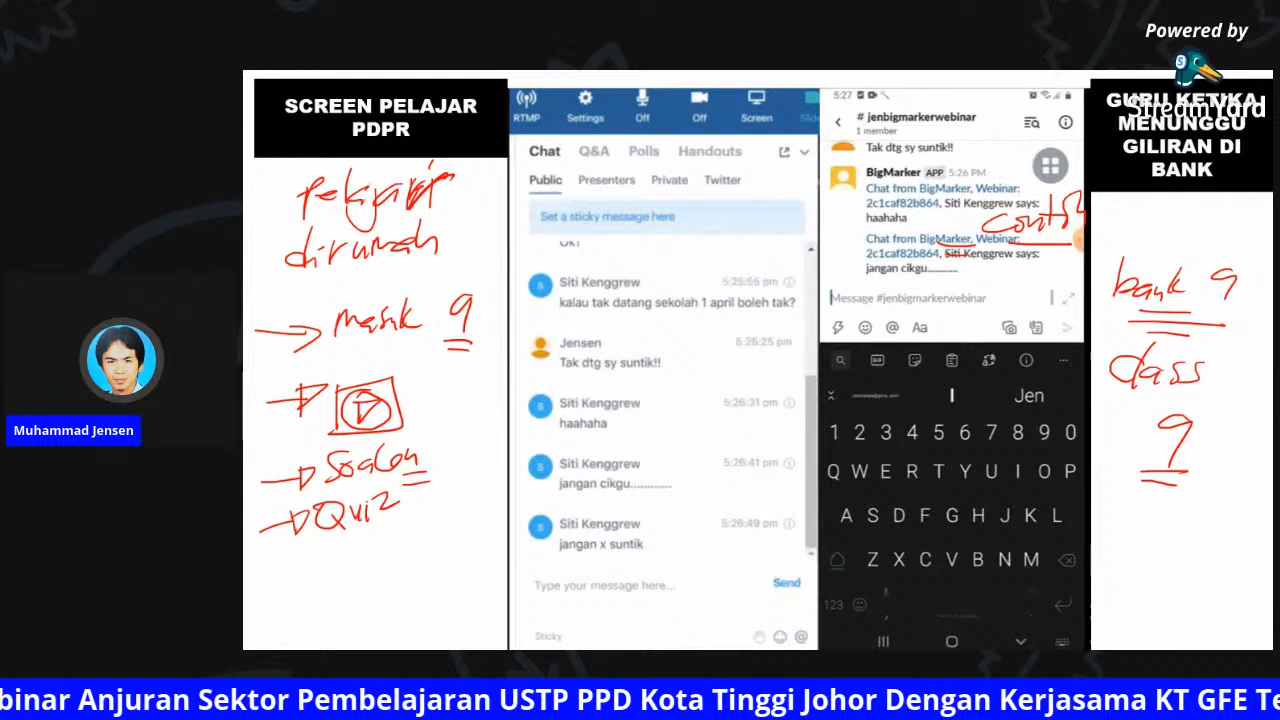 Powered by
StreamYard
SCREEN PELAJAR
PDPR
GURU KETIKA
MENUNGGU
GILIRAN DI
BANK
pelajar
dirumah
masuk 9
Soalan
Quiz
RTMP
Settings
Off
Off
Screen
Chat
Q&A
Polls
Handouts
Public
Presenters
Private
Twitter
Set a sticky message here
Siti Kenggrew
5:25:55 pm
kalau tak datang sekolah 1 april boleh tak?
Jensen
5:26:25 pm
Tak dtg sy suntik!!
Siti Kenggrew
5:26:31 pm
haahaha
Siti Kenggrew
5:26:41 pm
jangan cikgu............
Siti Kenggrew
5:26:49 pm
jangan x suntik
Type your message here...
Send
Sticky
5:27
# jenbigmarkerwebinar
1 member
Tak dtg sy suntik!!
BigMarker APP 5:26 PM
Chat from BigMarker, Webinar:
2c1caf82b864, Siti Kenggrew says:
haahaha
Chat from BigMarker, Webinar:
2c1caf82b864, Siti Kenggrew says:
jangan cikgu............
Message #jenbigmarkerwebinar
Aa
GIF
Jen
1 2 3 4 5 6 7 8 9 0
Q W E R T Y U I O P
A S D F G H J K L
Z X C V B N M
123
bank 9
class
9
Muhammad Jensen
binar Anjuran Sektor Pembelajaran USTP PPD Kota Tinggi Johor Dengan Kerjasama KT GFE Te